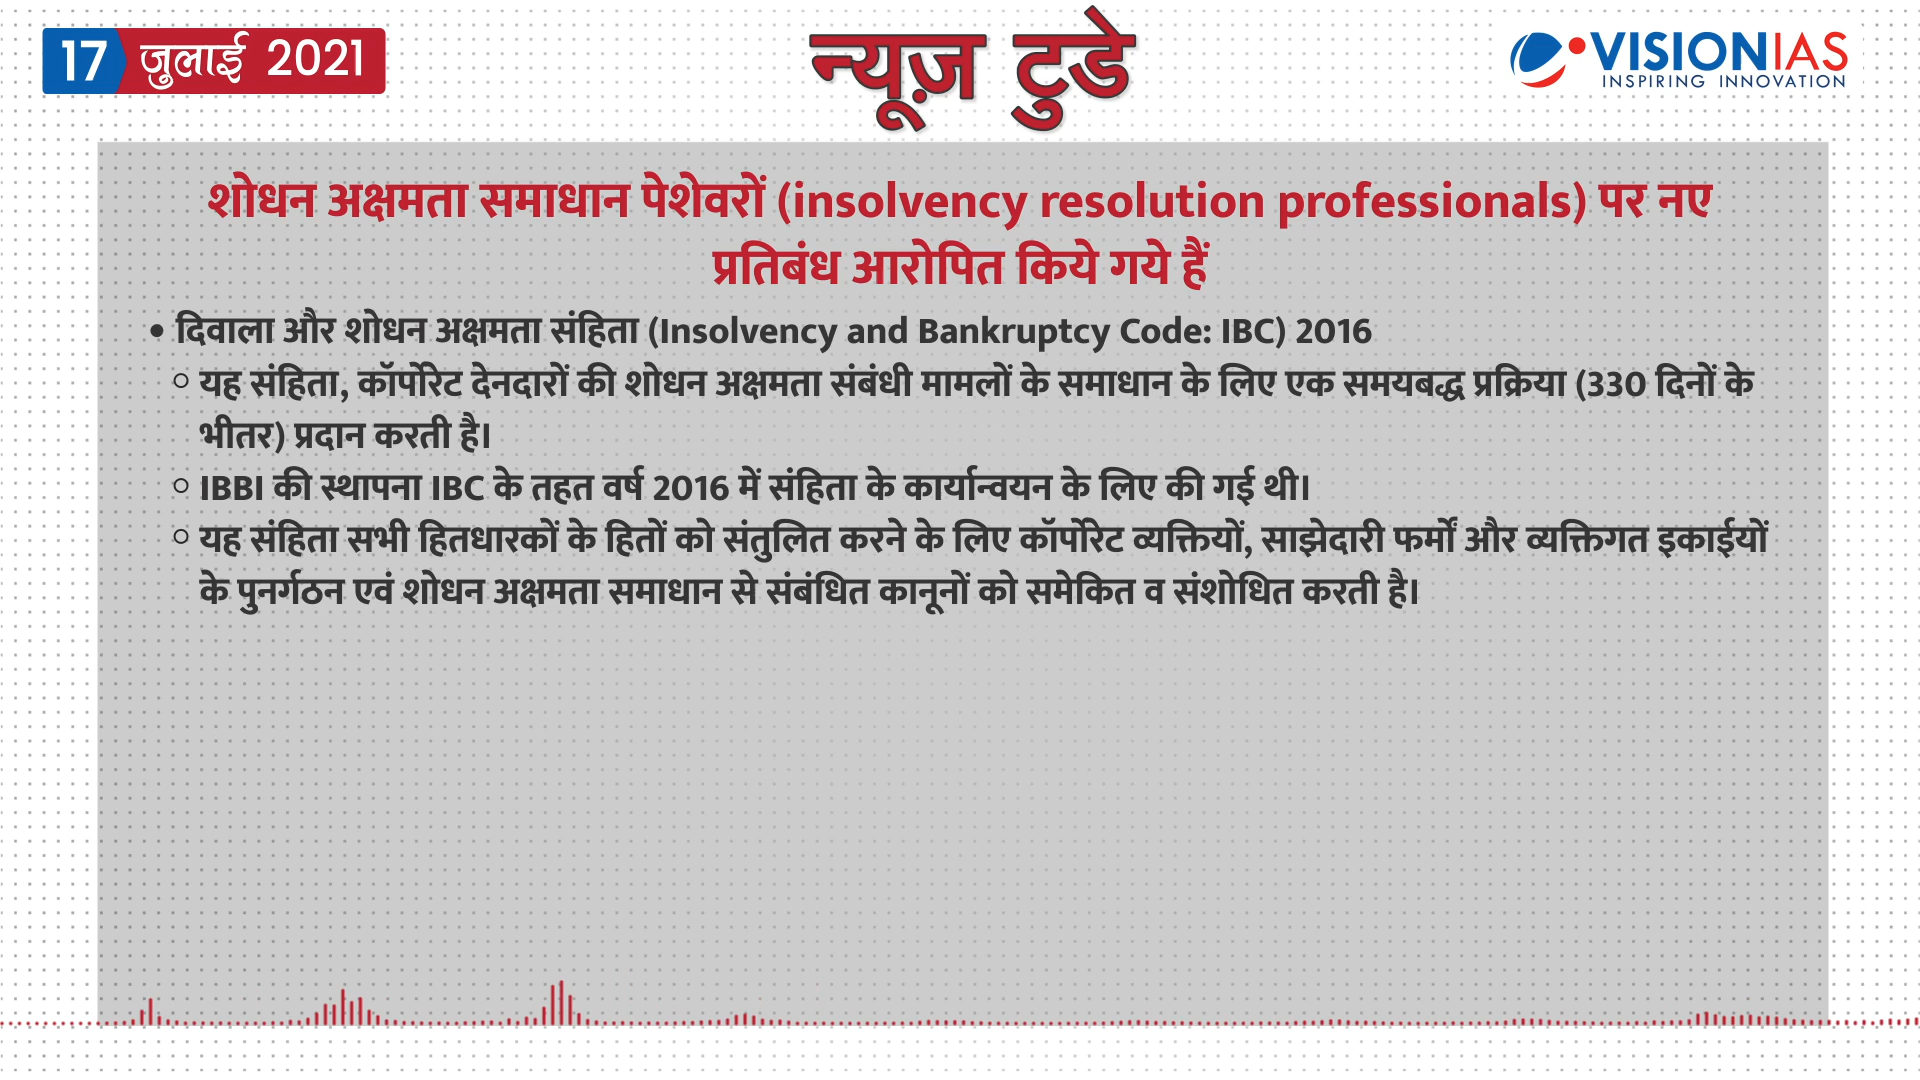 17 जुलाई 2021
न्यूज़ टुडे
VISIONIAS
INSPIRING INNOVATION
शोधन अक्षमता समाधान पेशेवरों (insolvency resolution professionals) पर नए
प्रतिबंध आरोपित किये गये हैं
• दिवाला और शोधन अक्षमता संहिता (Insolvency and Bankruptcy Code: IBC) 2016
○ यह संहिता, कॉर्पोरेट देनदारों की शोधन अक्षमता संबंधी मामलों के समाधान के लिए एक समयबद्ध प्रक्रिया (330 दिनों के
भीतर) प्रदान करती है।
○ IBBI की स्थापना IBC के तहत वर्ष 2016 में संहिता के कार्यान्वयन के लिए की गई थी।
○ यह संहिता सभी हितधारकों के हितों को संतुलित करने के लिए कॉर्पोरेट व्यक्तियों, साझेदारी फर्मों और व्यक्तिगत इकाईयों
के पुनर्गठन एवं शोधन अक्षमता समाधान से संबंधित कानूनों को समेकित व संशोधित करती है।